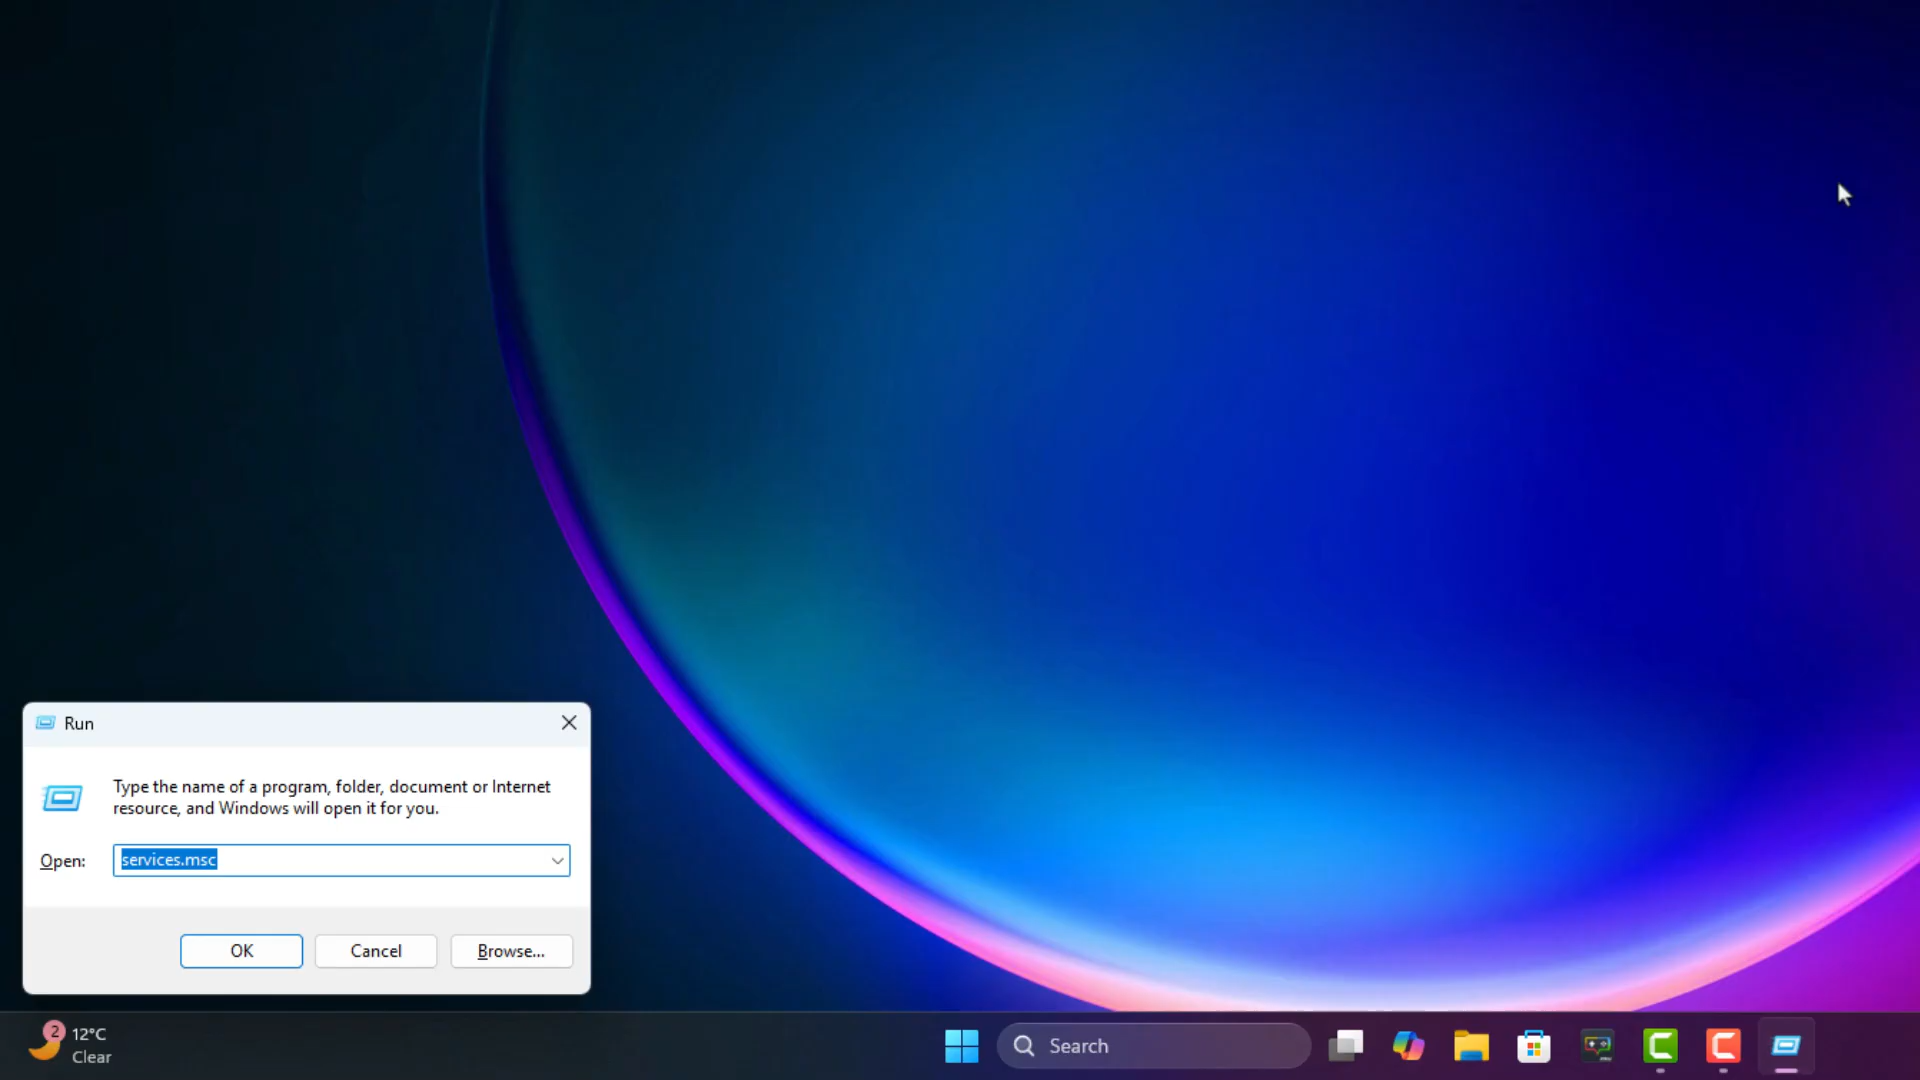 Run
Type the name of a program, folder, document or Internet
resource, and Windows will open it for you.
Open: services.msc
OK Cancel Browse...
2 12°C
Clear
Search